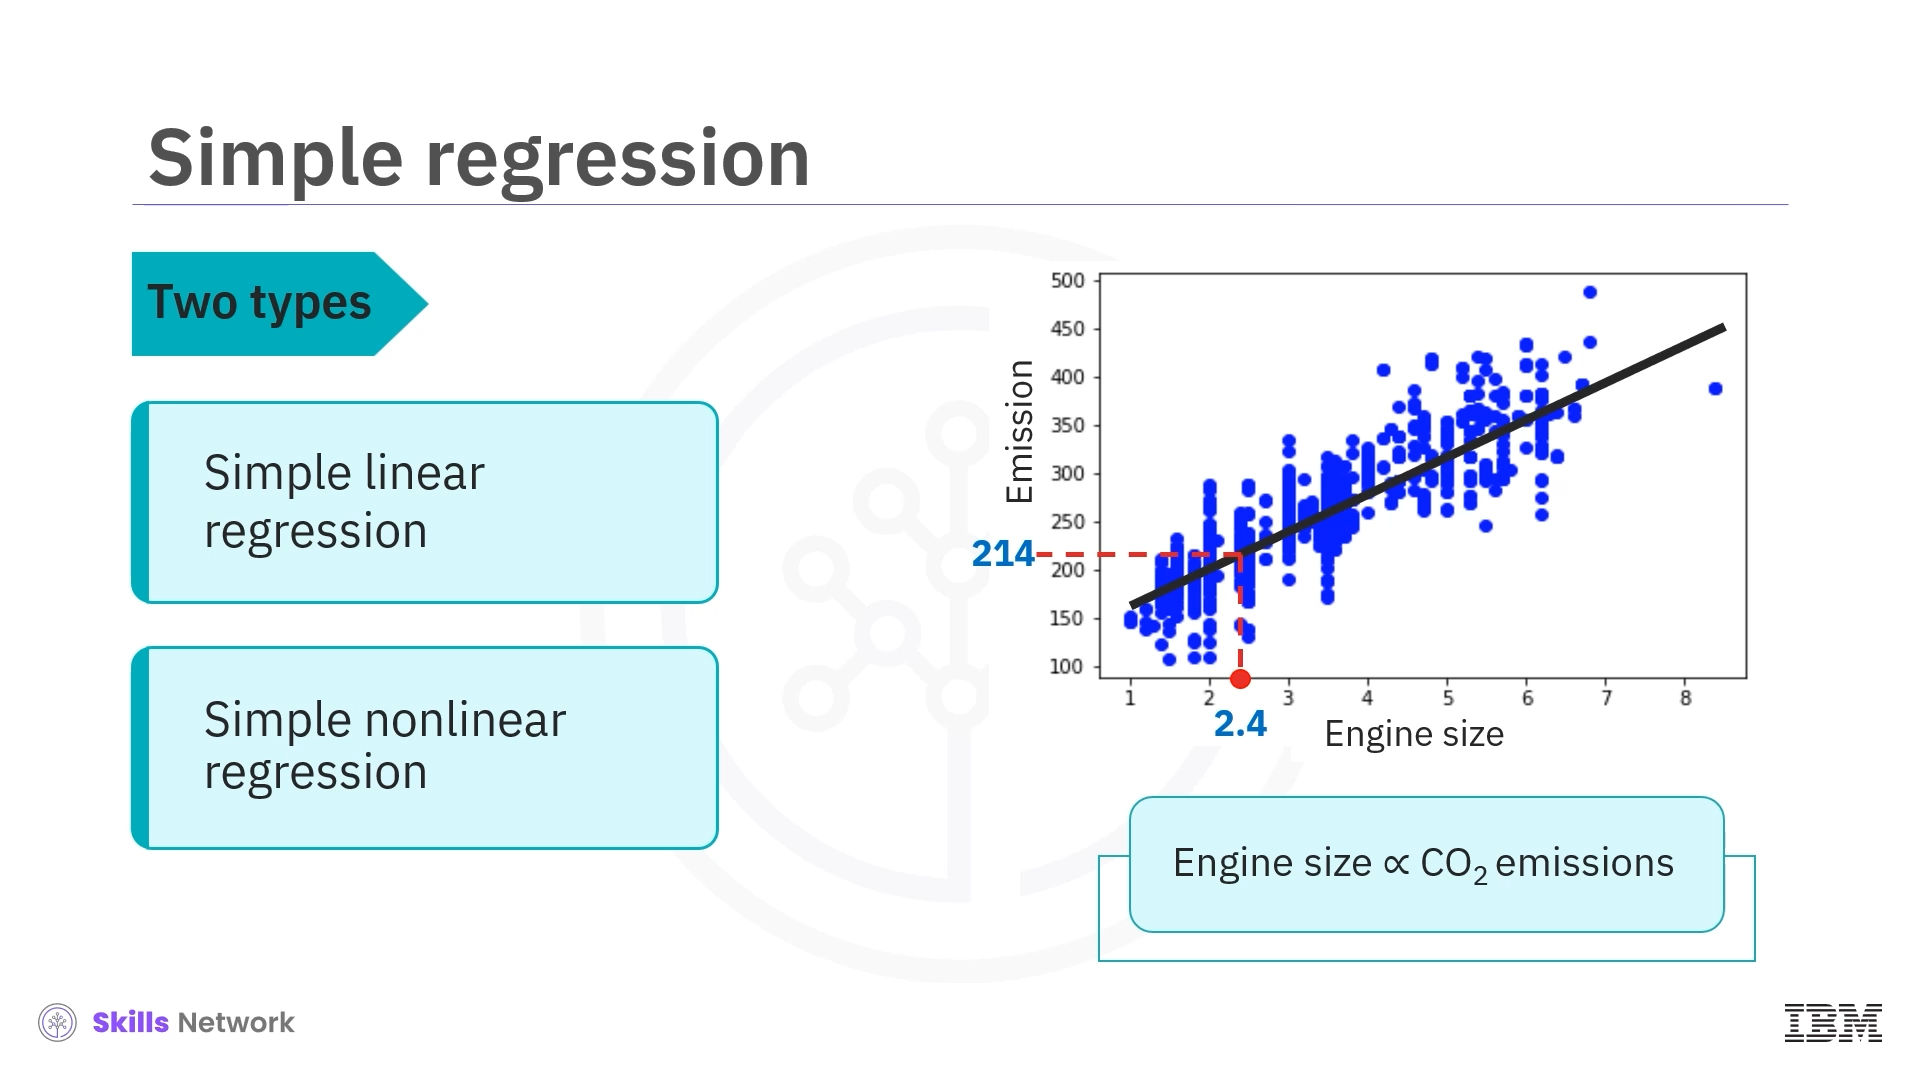 Simple regression
Two types
Simple linear
regression
Simple nonlinear
regression
500
450
400
350
300
250
200
150
100
Emission
214
1 2 3 4 5 6 7 8
2.4
Engine size
Engine size ∝ CO₂ emissions
Skills Network
IBM